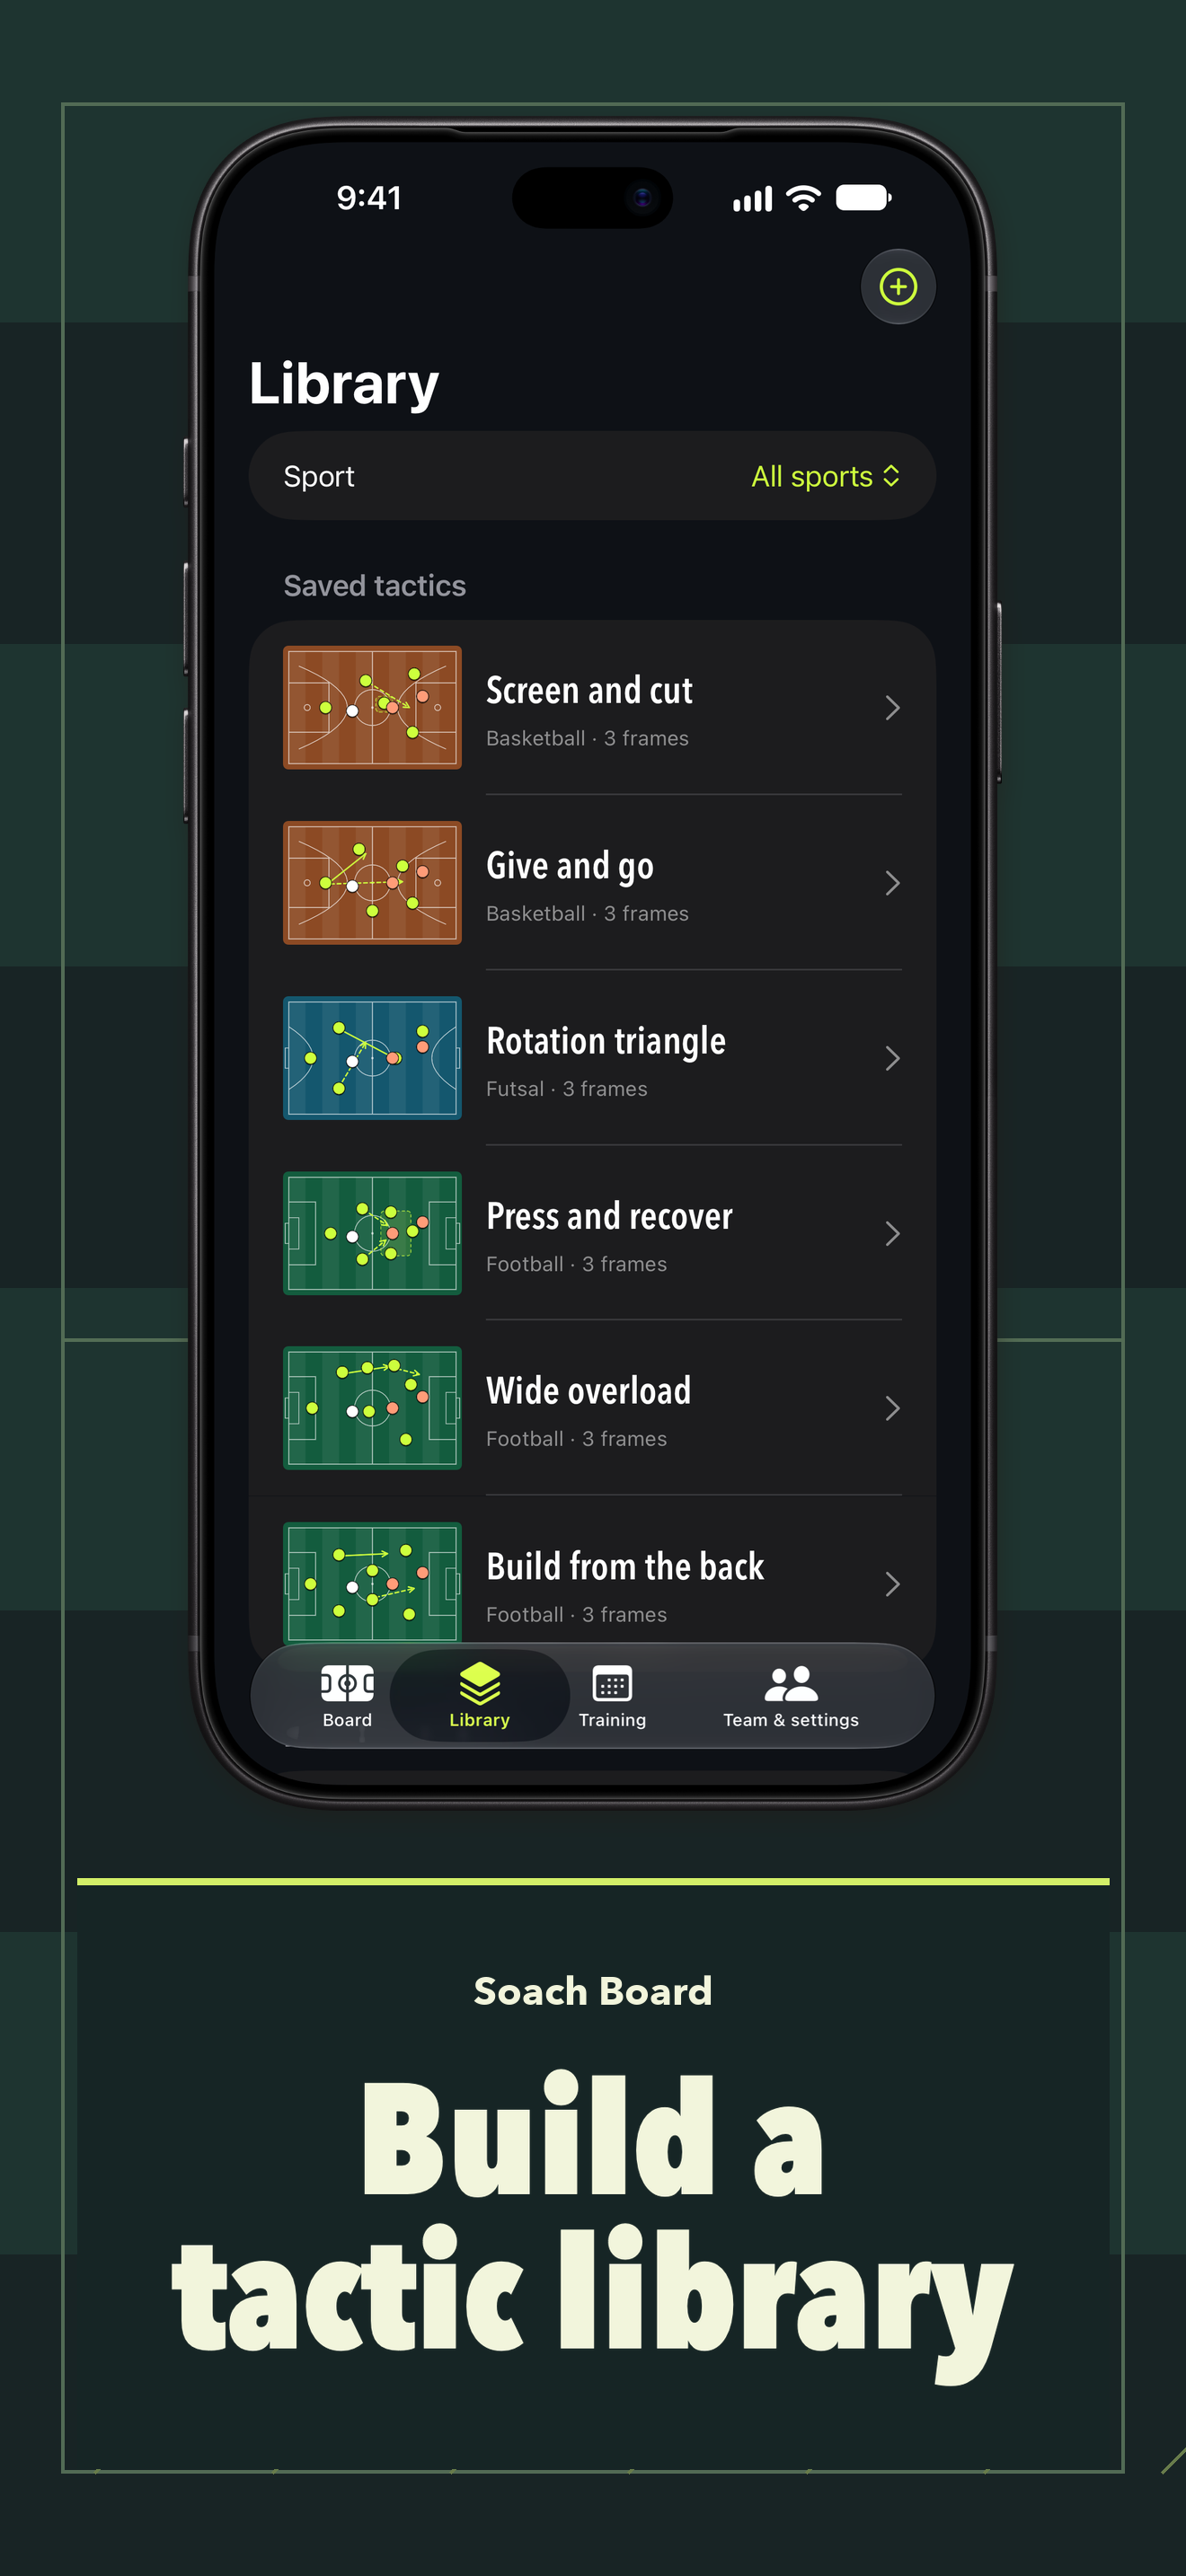 9:41
Library
Sport
All sports
Saved tactics
Screen and cut
Basketball · 3 frames
Give and go
Basketball · 3 frames
Rotation triangle
Futsal · 3 frames
Press and recover
Football · 3 frames
Wide overload
Football · 3 frames
Build from the back
Football · 3 frames
Board
Library
Training
Team & settings
Soach Board
Build a
tactic library